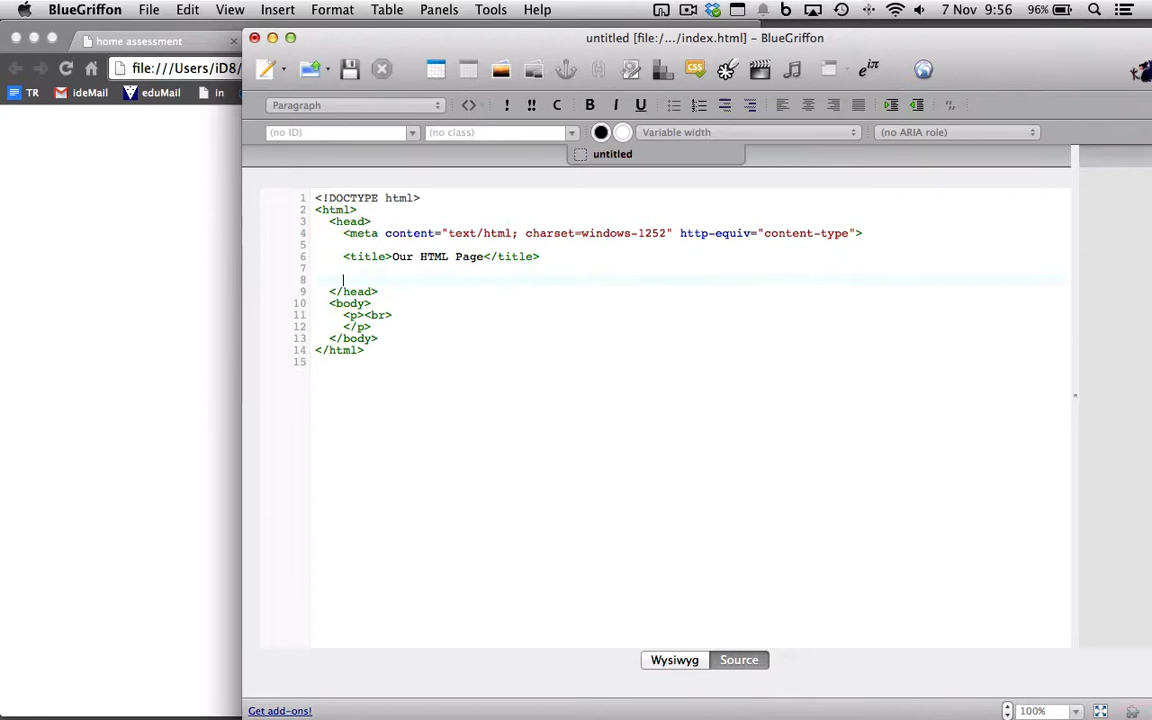 BlueGriffon File Edit View Insert Format Table Panels Tools Help 7 Nov 9:56 96%
home assessment
untitled [file:/.../index.html] - BlueGriffon
file:///Users/iD8/
TR ideMail eduMail in
CSS
Paragraph ! !! C B I U
(no ID) (no class) Variable width (no ARIA role)
untitled
1 <!DOCTYPE html>
2 <html>
3 <head>
4 <meta content="text/html; charset=windows-1252" http-equiv="content-type">
5
6 <title>Our HTML Page</title>
7
8
9 </head>
10 <body>
11 <p><br>
12 </p>
13 </body>
14 </html>
15
Wysiwyg Source
Get add-ons! 100%